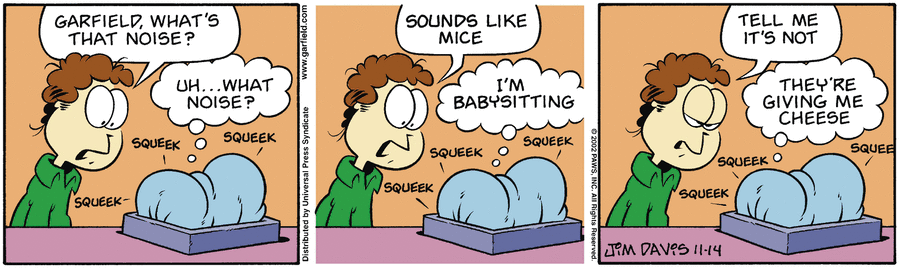 GARFIELD, WHAT'S
THAT NOISE?
UH...WHAT
NOISE?
SQUEEK
SQUEEK
SQUEEK
www.garfield.com
Distributed by Universal Press Syndicate
SOUNDS LIKE
MICE
I'M
BABYSITTING
SQUEEK
SQUEEK
SQUEEK
© 2002 PAWS, INC. All Rights Reserved
TELL ME
IT'S NOT
THEY'RE
GIVING ME
CHEESE
SQUEE
SQUEEK
SQUEEK
JIM DAVIS 11-14